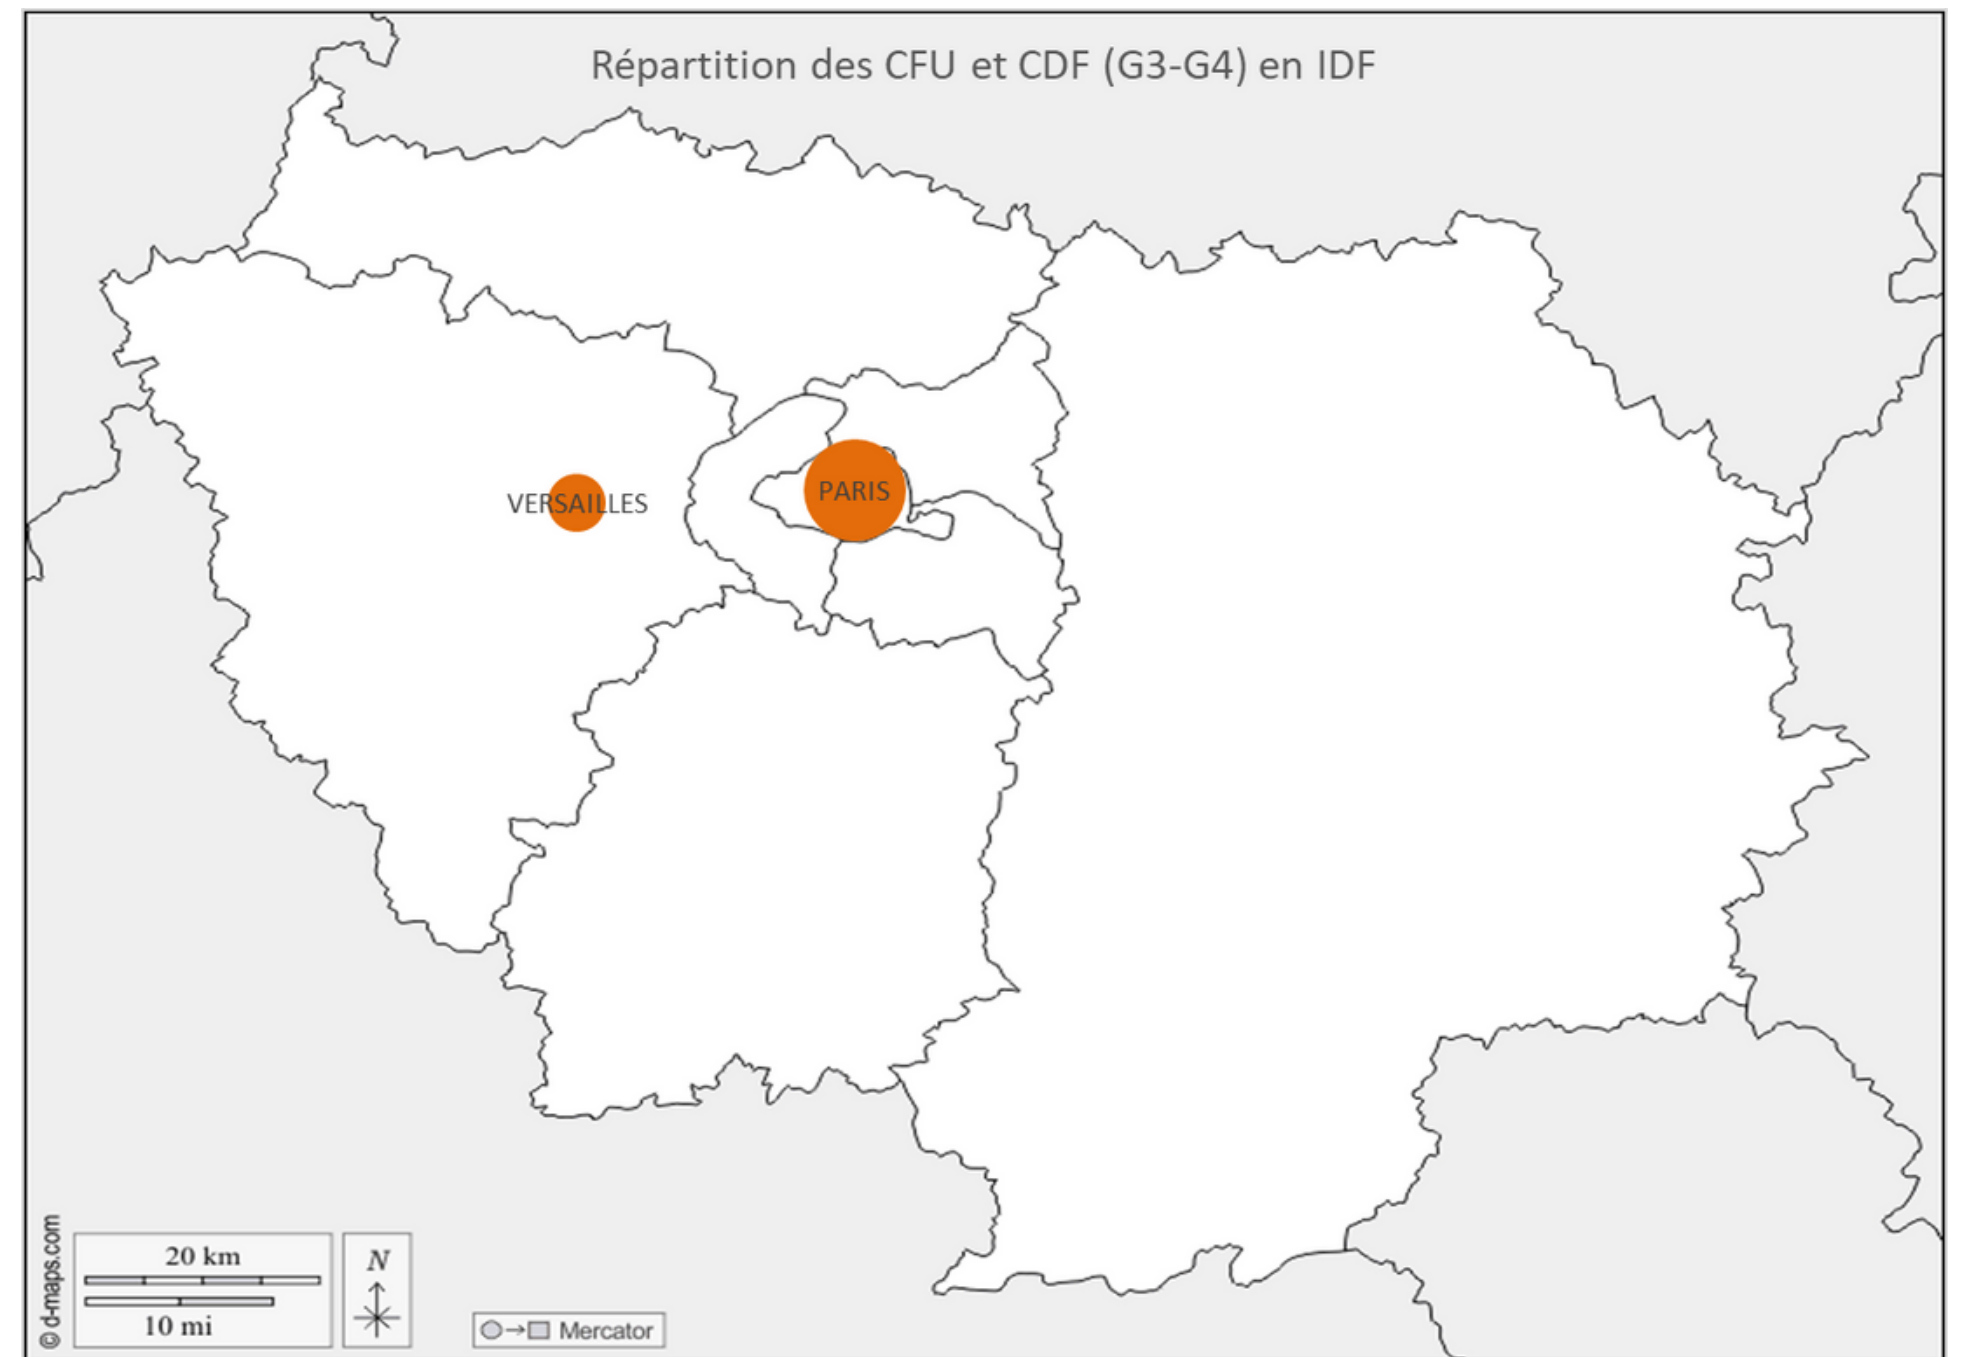 Répartition des CFU et CDF (G3-G4) en IDF
VERSAILLES
PARIS
© d-maps.com
20 km
10 mi
N
Mercator